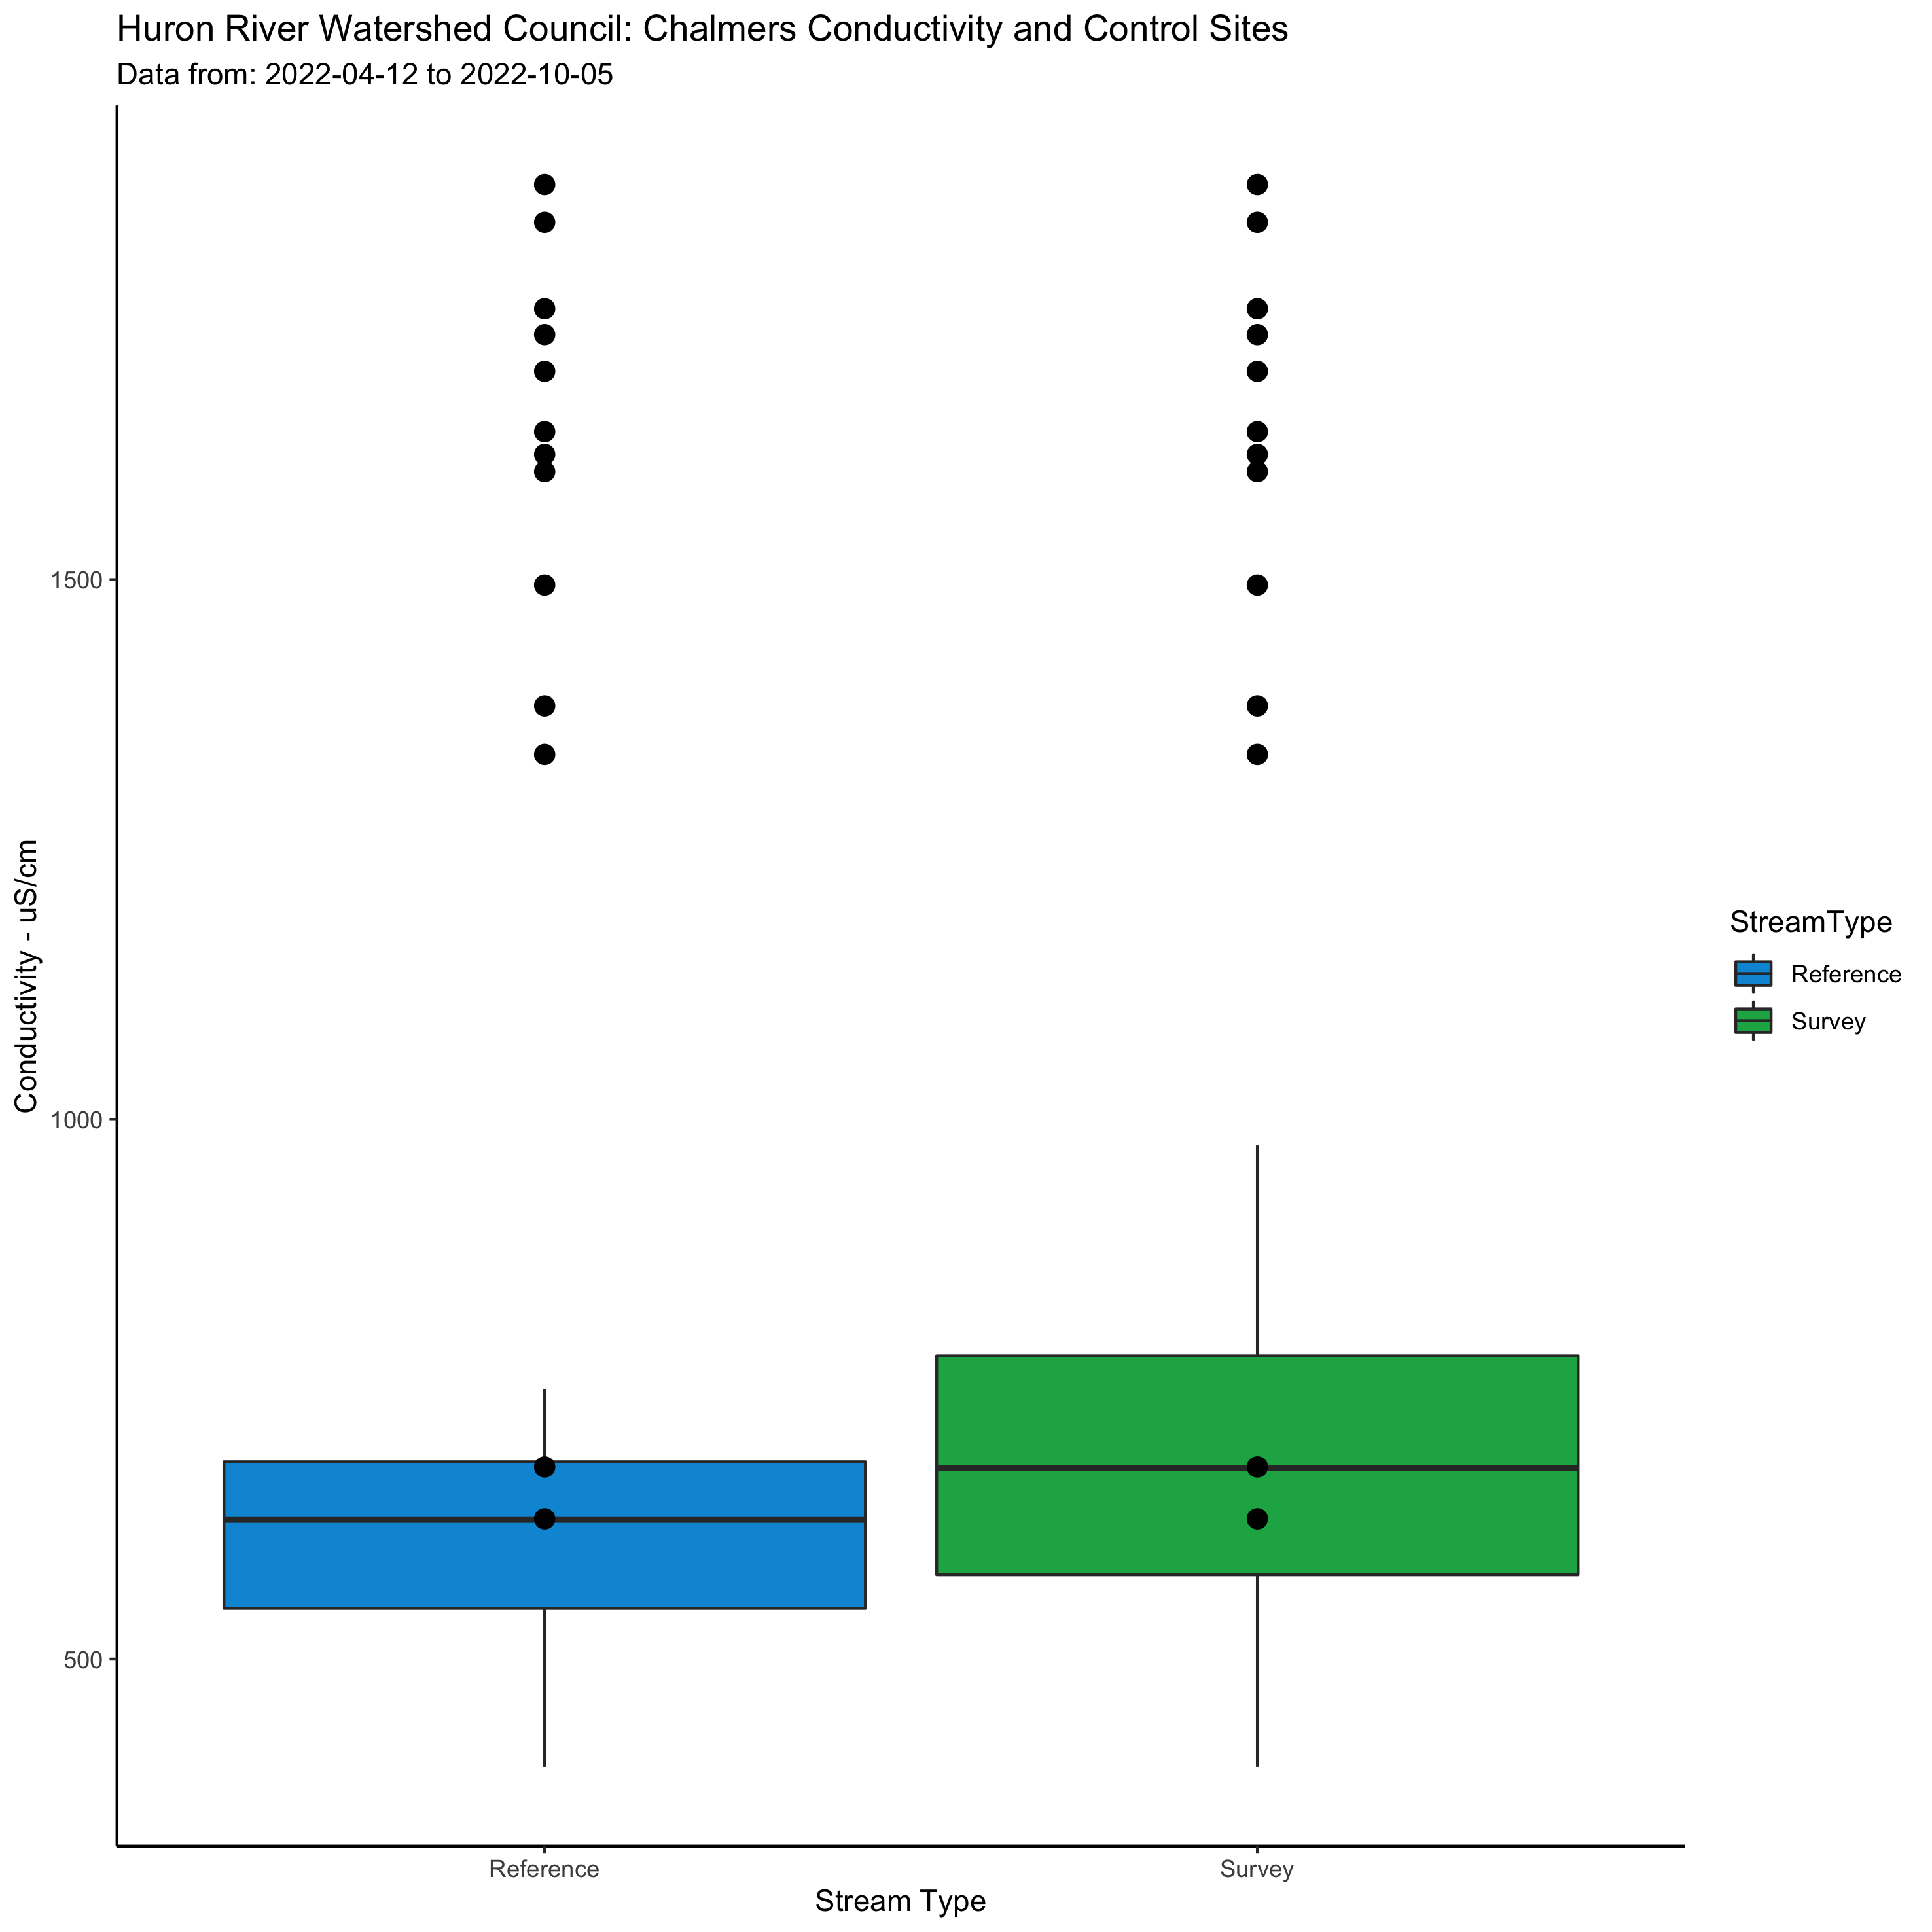 Huron River Watershed Council: Chalmers Conductivity and Control Sites
Data from: 2022-04-12 to 2022-10-05
Conductivity - uS/cm
1500
1000
500
Reference
Survey
Stream Type
StreamType
Reference
Survey